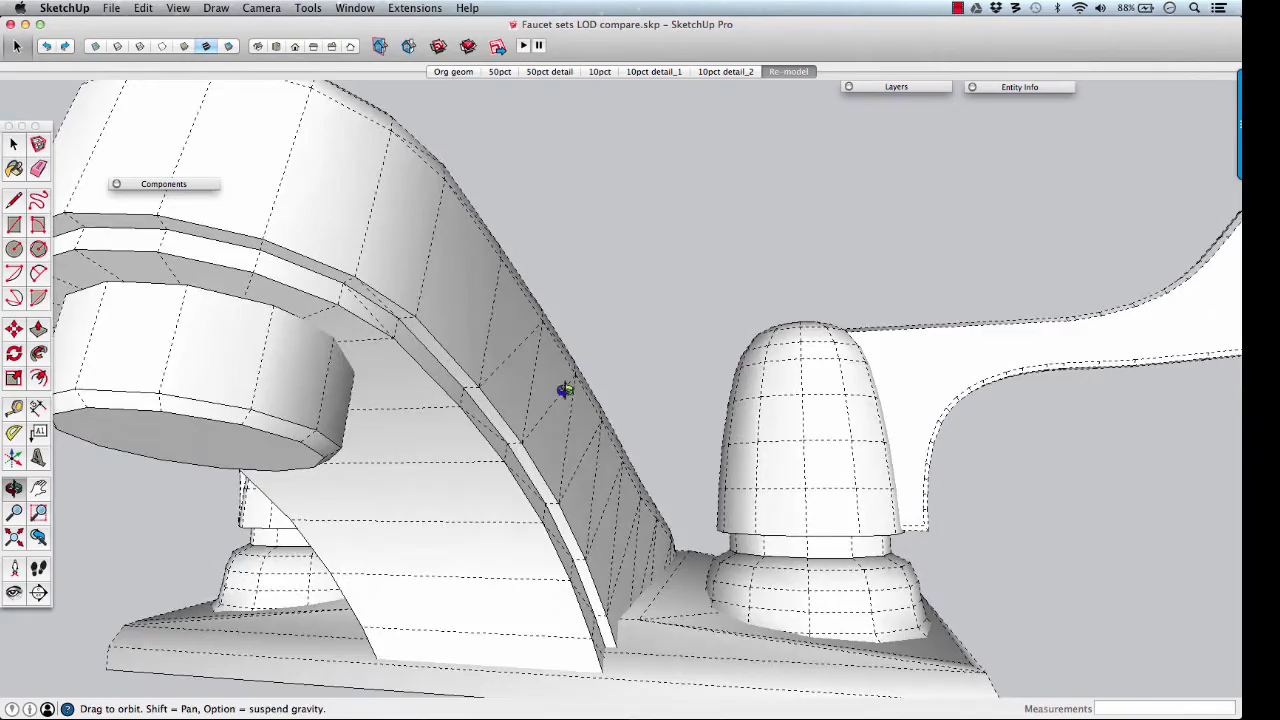 SketchUp File Edit View Draw Camera Tools Window Extensions Help 88%
Faucet sets LOD compare.skp - SketchUp Pro
Org geom 50pct 50pct detail 10pct 10pct detail_1 10pct detail_2 Re-model
Layers Entity Info
Components
A1
Drag to orbit. Shift = Pan, Option = suspend gravity. Measurements